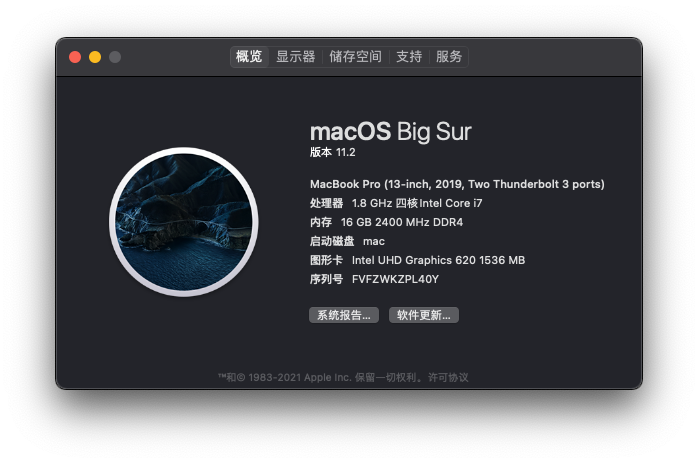 概览 显示器 储存空间 支持 服务
macOS Big Sur
版本 11.2
MacBook Pro (13-inch, 2019, Two Thunderbolt 3 ports)
处理器 1.8 GHz 四核Intel Core i7
内存 16 GB 2400 MHz DDR4
启动磁盘 mac
图形卡 Intel UHD Graphics 620 1536 MB
序列号 FVFZWKZPL40Y
系统报告... 软件更新...
™和© 1983-2021 Apple Inc. 保留一切权利。许可协议